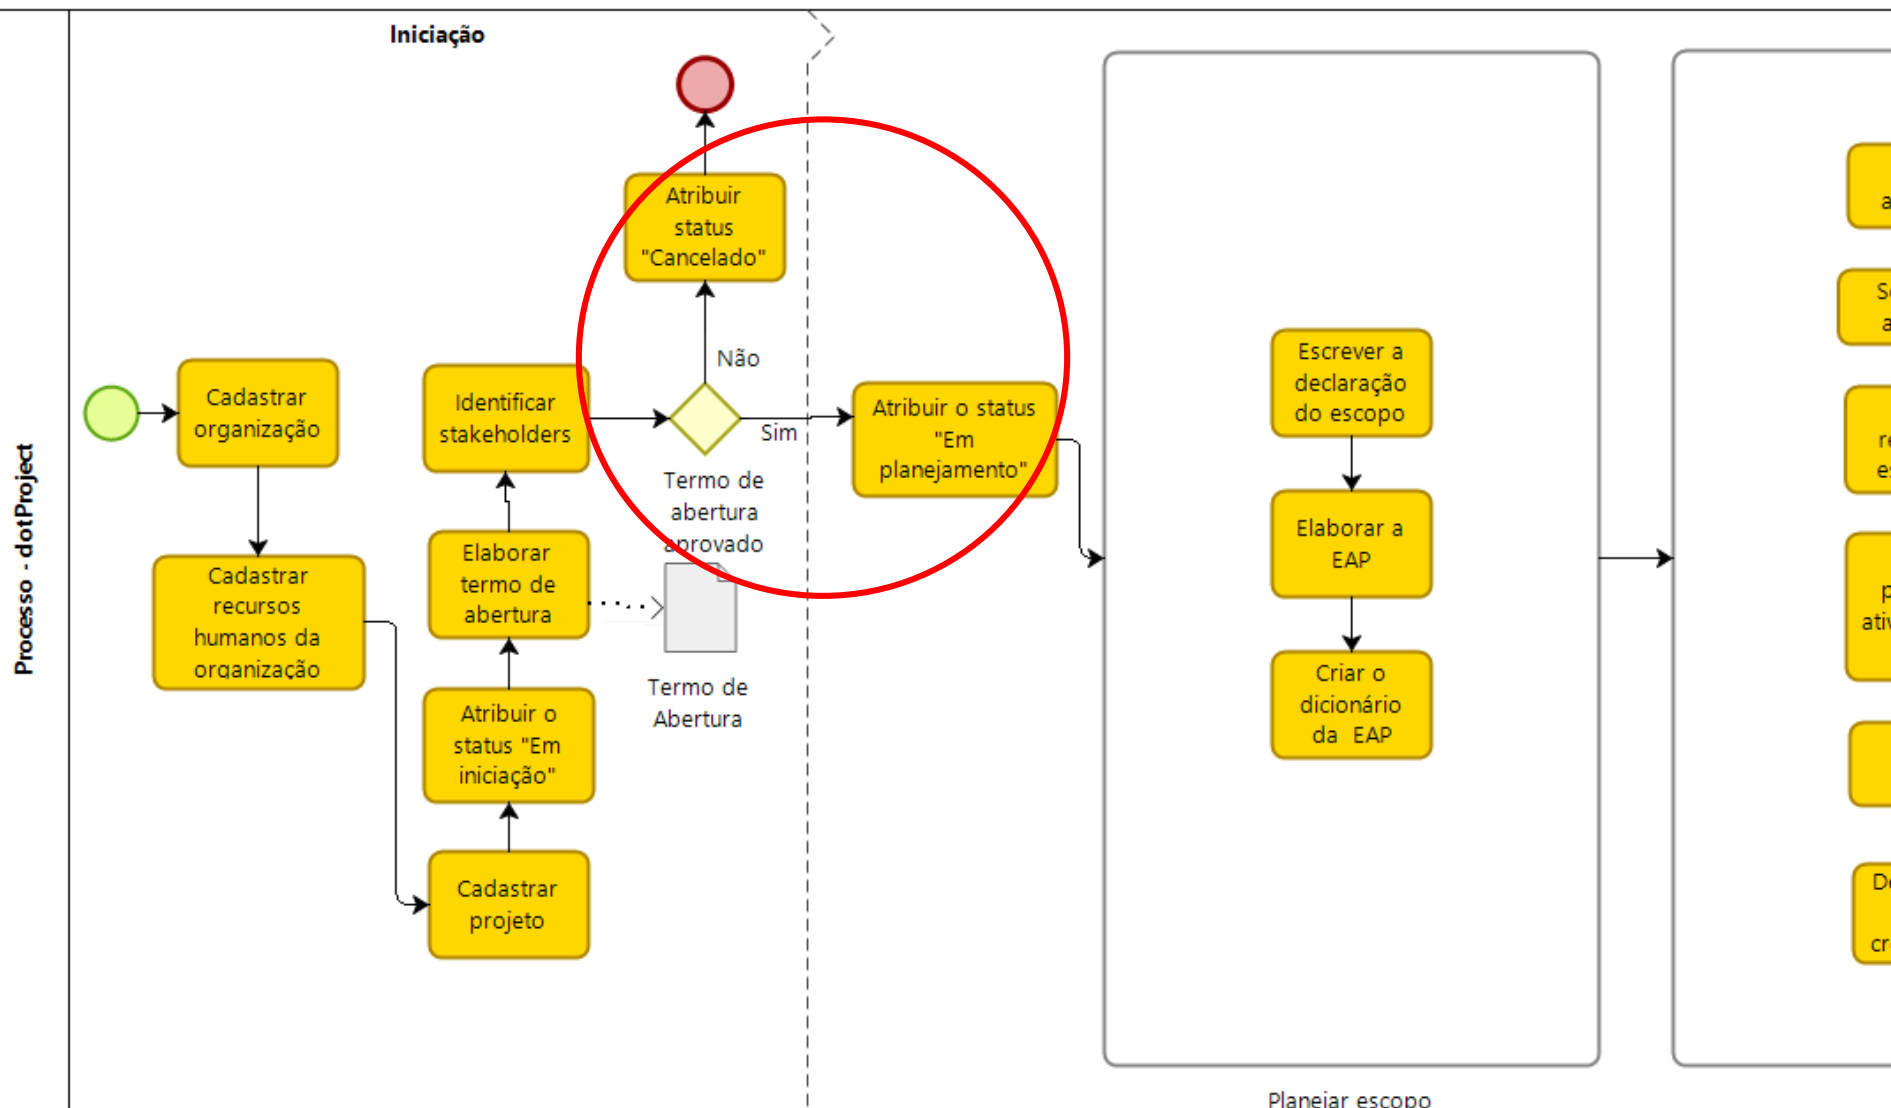 Iniciação
Processo - dotProject
Cadastrar
organização
Cadastrar
recursos
humanos da
organização
Cadastrar
projeto
Atribuir o
status "Em
iniciação"
Elaborar
termo de
abertura
Termo de
Abertura
Identificar
stakeholders
Termo de
abertura
aprovado
Não
Atribuir
status
"Cancelado"
Sim
Atribuir o status
"Em
planejamento"
Escrever a
declaração
do escopo
Elaborar a
EAP
Criar o
dicionário
da EAP
Planejar escopo